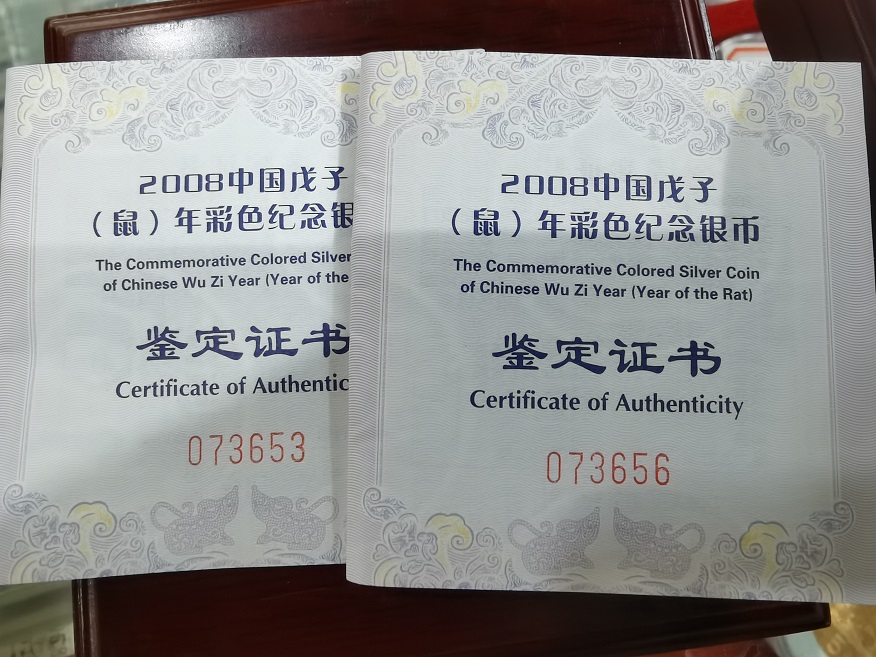 2008中国戊子
（鼠）年彩色纪念银
The Commemorative Colored Silver
of Chinese Wu Zi Year (Year of the
鉴定证书
Certificate of Authentic
073653
2008中国戊子
（鼠）年彩色纪念银币
The Commemorative Colored Silver Coin
of Chinese Wu Zi Year (Year of the Rat)
鉴定证书
Certificate of Authenticity
073656